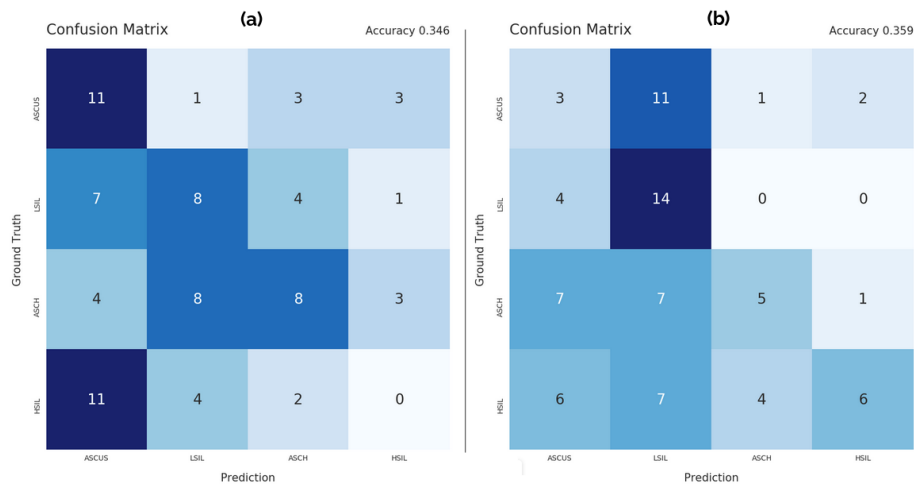 (a)
Confusion Matrix Accuracy 0.346
Ground Truth
ASCUS 11 1 3 3
LSIL 7 8 4 1
ASCH 4 8 8 3
HSIL 11 4 2 0
ASCUS LSIL ASCH HSIL
Prediction
(b)
Confusion Matrix Accuracy 0.359
Ground Truth
ASCUS 3 11 1 2
LSIL 4 14 0 0
ASCH 7 7 5 1
HSIL 6 7 4 6
ASCUS LSIL ASCH HSIL
Prediction